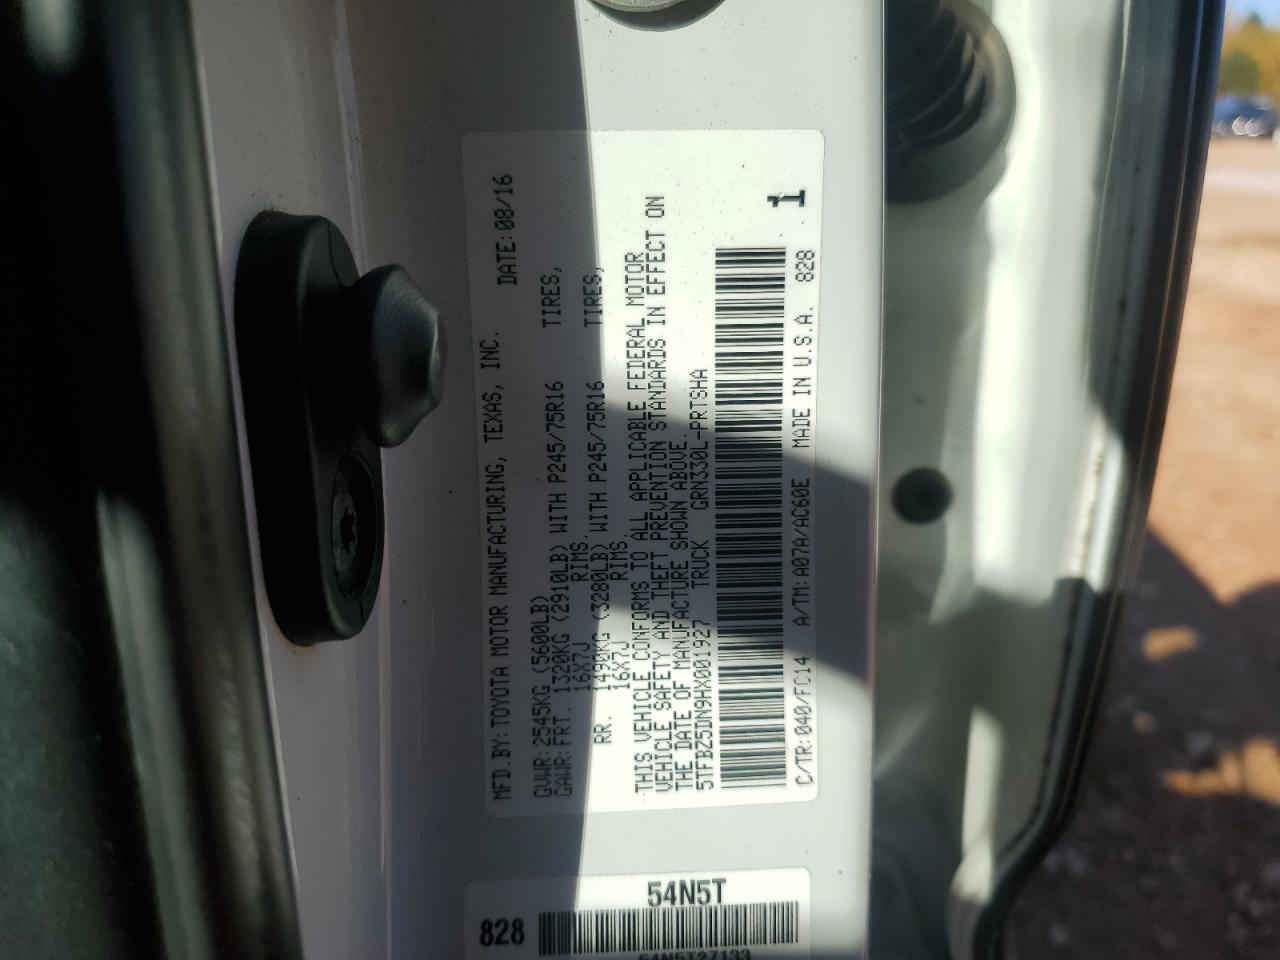 MFD.BY:TOYOTA MOTOR MANUFACTURING, TEXAS, INC. DATE:08/16
GVWR:2545KG (5600LB)
GAWR:FRT. 1320KG (2910LB) WITH P245/75R16 TIRES,
16X7J RIMS.
RR. 1490KG (3280LB) WITH P245/75R16 TIRES,
16X7J RIMS.
THIS VEHICLE CONFORMS TO ALL APPLICABLE FEDERAL MOTOR
VEHICLE SAFETY AND THEFT PREVENTION STANDARDS IN EFFECT ON
THE DATE OF MANUFACTURE SHOWN ABOVE.
5TFBZ5DN9HX001927 TRUCK GRN330L-PRTSHA
1
C/TR:040/FC14 A/TM:A07A/AC60E MADE IN U.S.A. 828
54N5T
828
54N5T27133